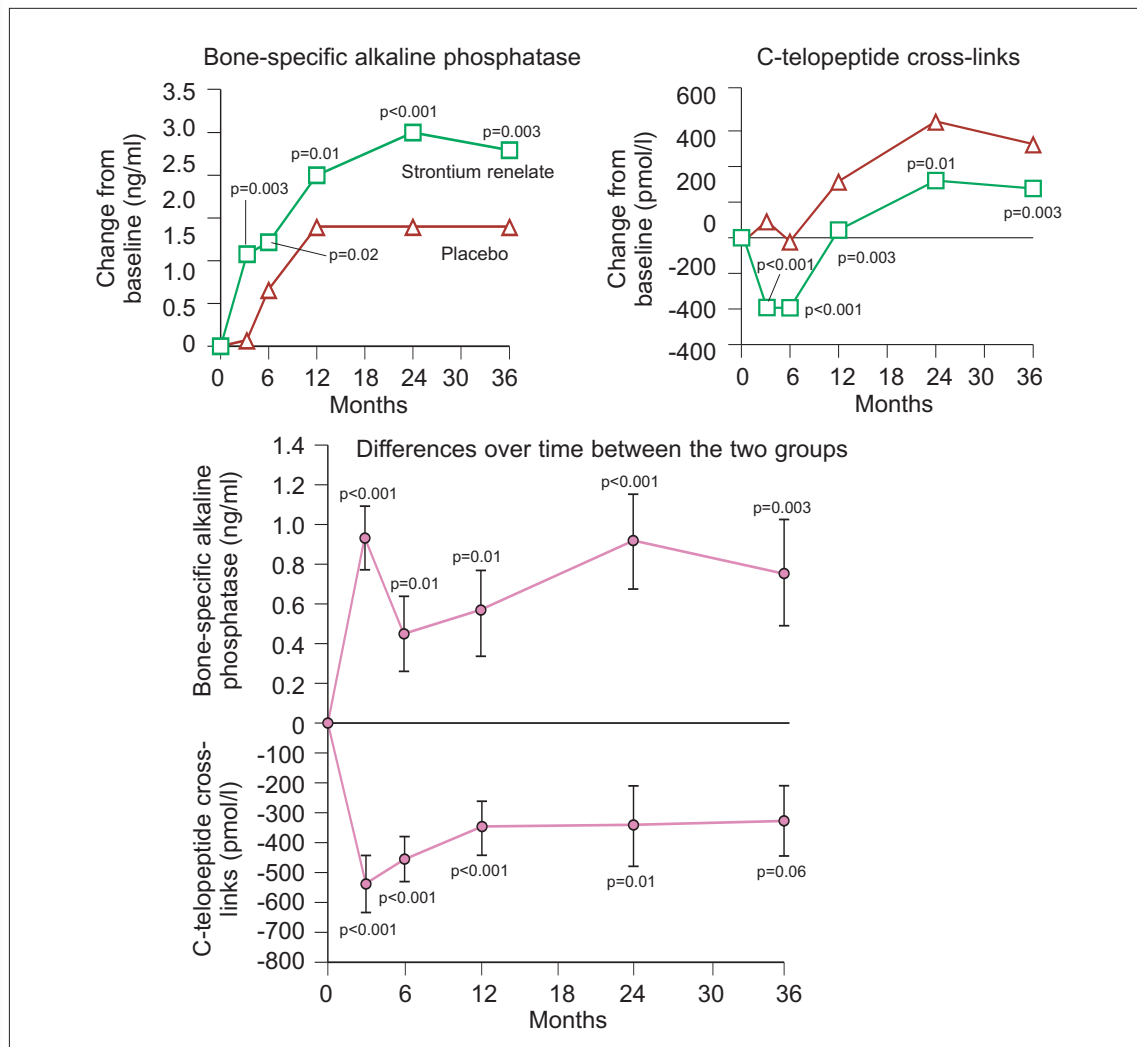 Bone-specific alkaline phosphatase
3.5
3.0
2.5
2.0
1.5
1.0
0.5
0
Change from
baseline (ng/ml)
p<0.001
p=0.003
p=0.01
p=0.003
p=0.02
Strontium renelate
Placebo
0 6 12 24 30 36
Months
C-telopeptide cross-links
600
400
200
0
-200
-400
-400
Change from
baseline (pmol/l)
p=0.01
p=0.003
p<0.001
p=0.003
p<0.001
0 6 12 24 30 36
Months
Differences over time between the two groups
1.4
1.2
1.0
0.8
0.6
0.4
0.2
0
Bone-specific alkaline
phosphatase (ng/ml)
p<0.001
p=0.01
p=0.01
p<0.001
p=0.003
-100
-200
-300
-400
-500
-600
-700
-800
C-telopeptide cross-
links (pmol/l)
p<0.001
p<0.001
p<0.001
p=0.01
p=0.06
0 6 12 24 30 36
Months